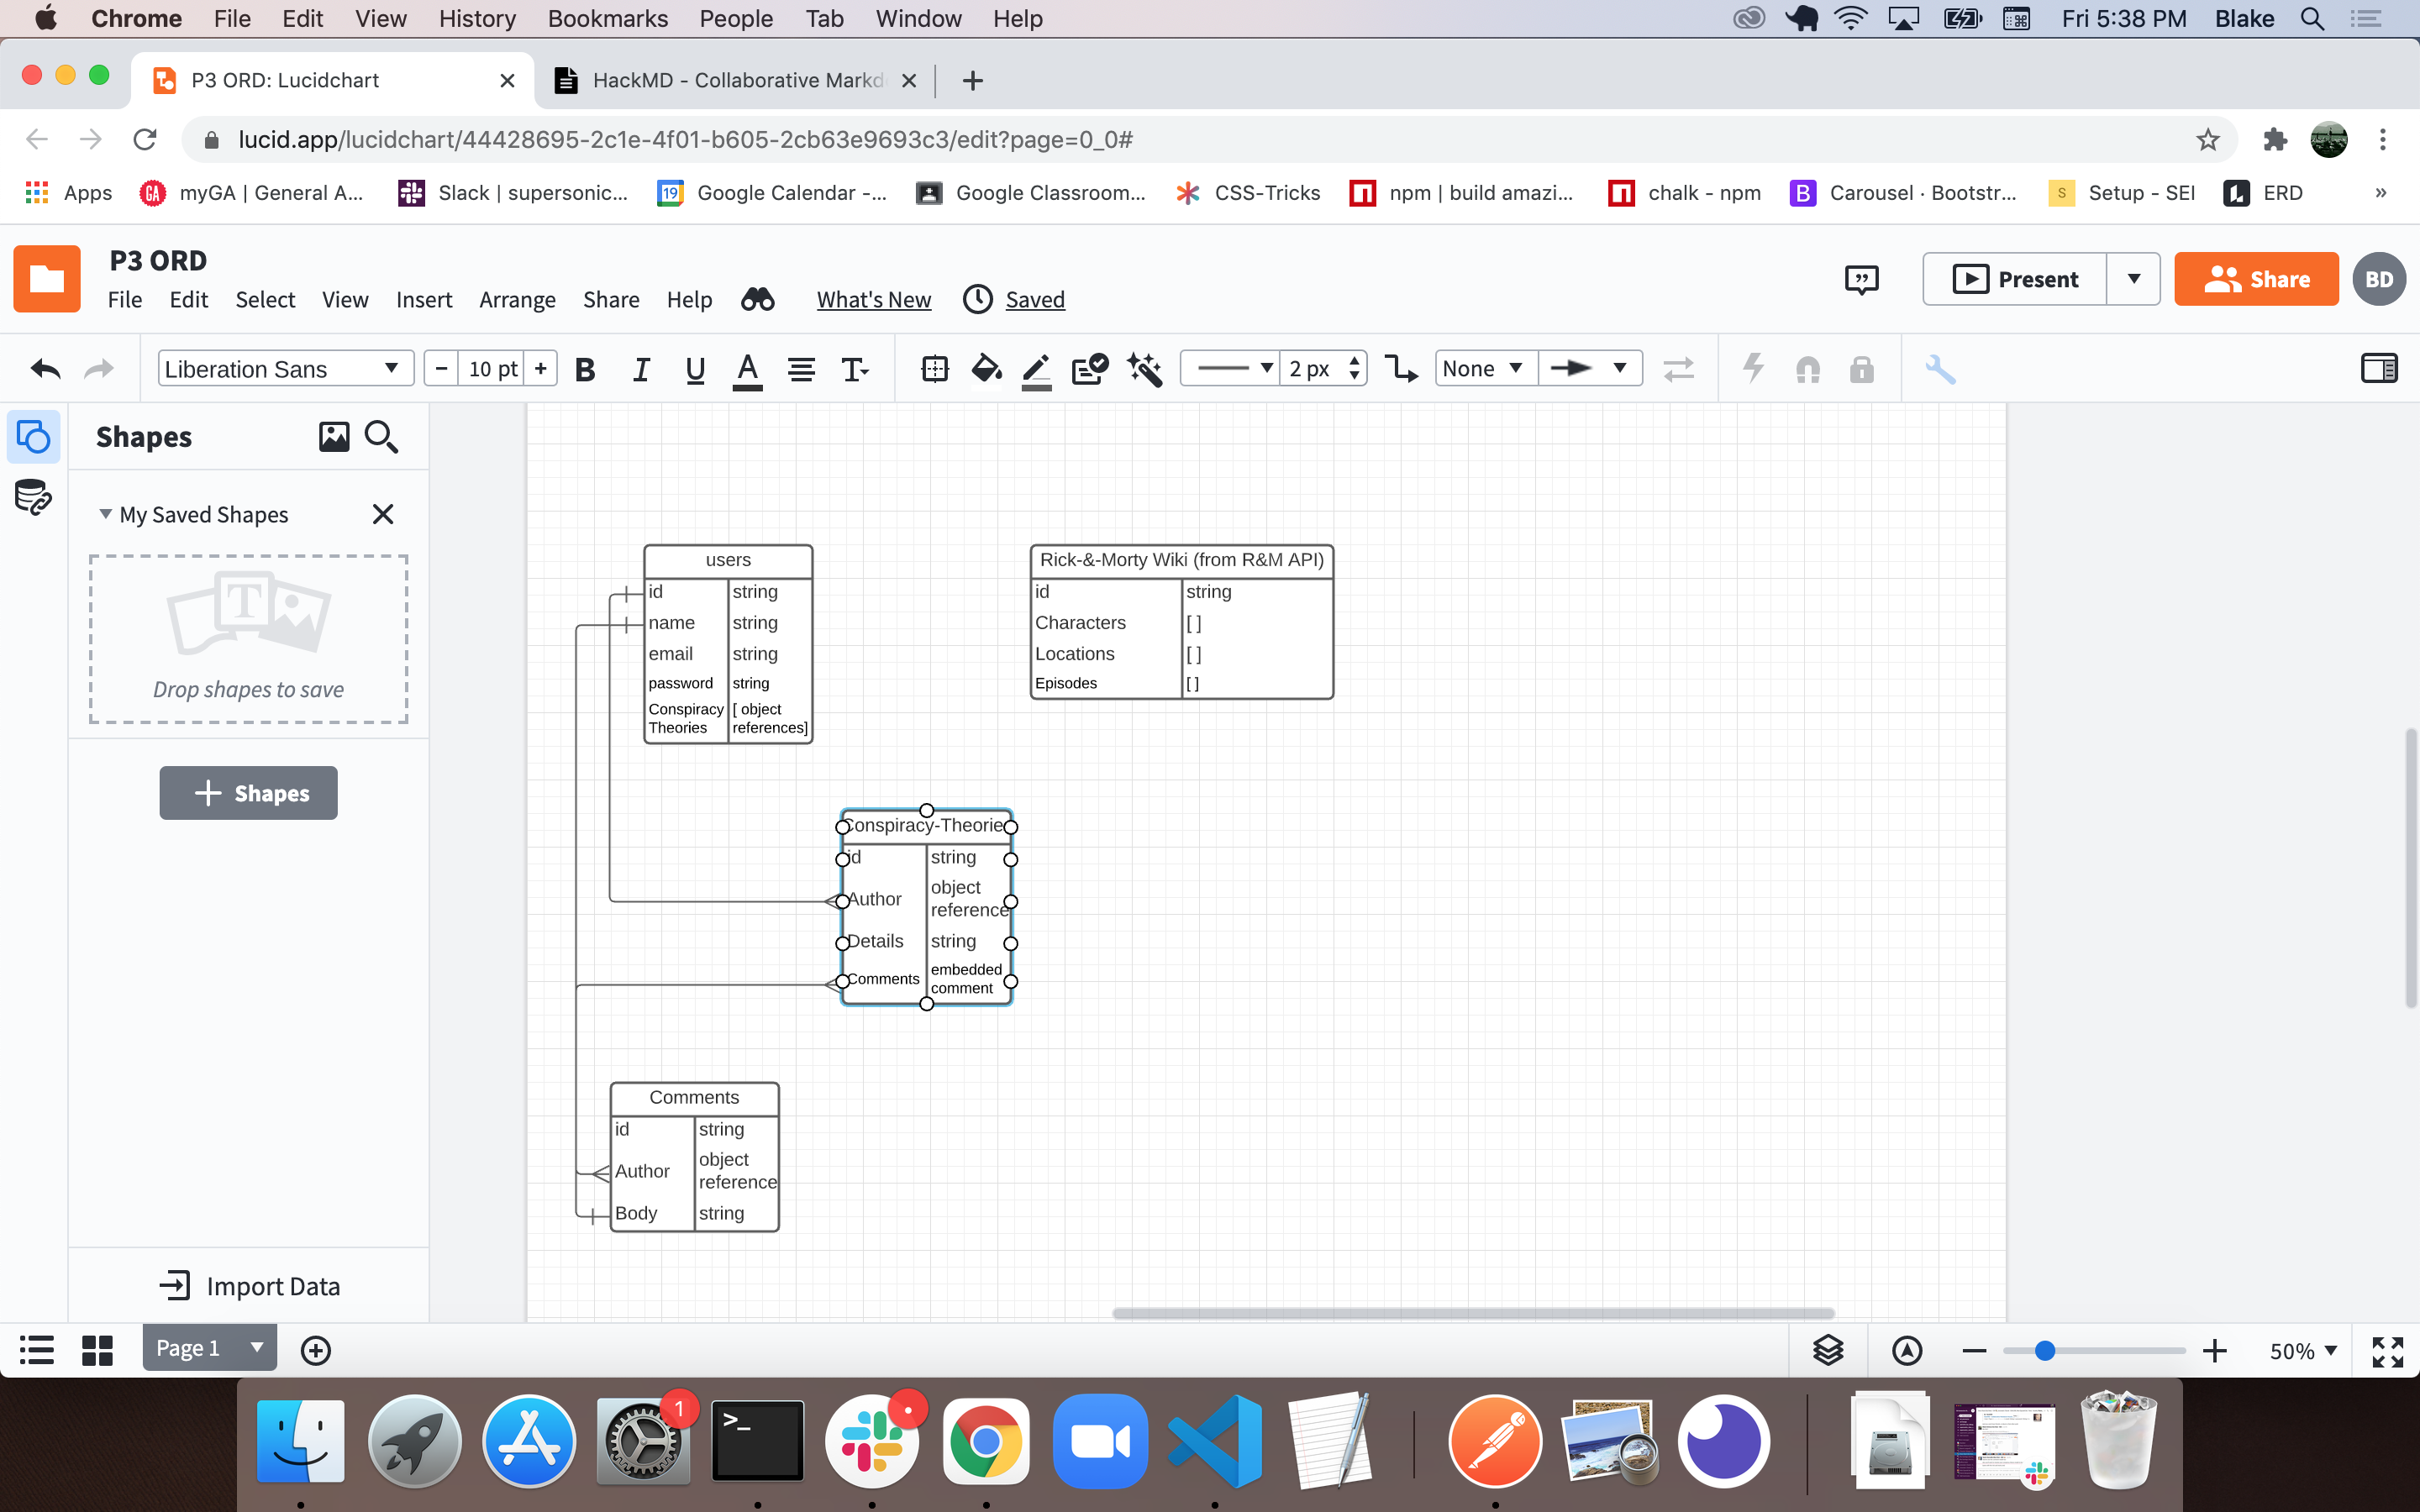 Chrome File Edit View History Bookmarks People Tab Window Help Fri 5:38 PM Blake
P3 ORD: Lucidchart HackMD - Collaborative Markd
lucid.app/lucidchart/44428695-2c1e-4f01-b605-2cb63e9693c3/edit?page=0_0#
Apps GA myGA | General A... Slack | supersonic... 19 Google Calendar -... Google Classroom... CSS-Tricks npm | build amazi... chalk - npm B Carousel · Bootstr... S Setup - SEI ERD »
P3 ORD
File Edit Select View Insert Arrange Share Help What's New Saved Present Share BD
Liberation Sans 10 pt B I U A T 2 px None
Shapes
My Saved Shapes
T
Drop shapes to save
+ Shapes
Import Data
users
id string
name string
email string
password string
Conspiracy [ object
Theories references]
Rick-&-Morty Wiki (from R&M API)
id string
Characters [ ]
Locations [ ]
Episodes [ ]
Conspiracy-Theorie
id string
Author object
reference
Details string
Comments embedded
comment
Comments
id string
Author object
reference
Body string
Page 1 50%
1
>_